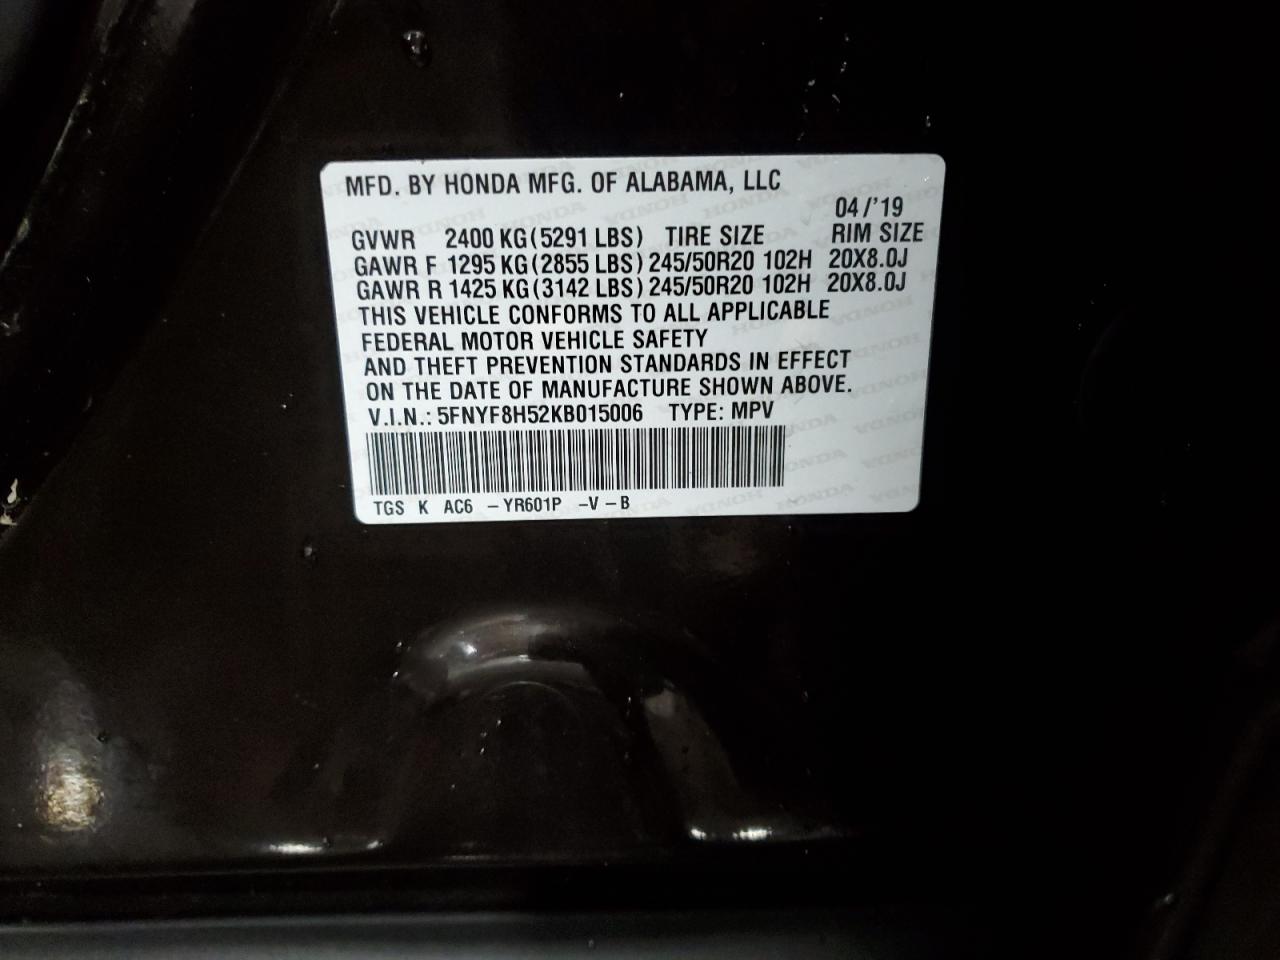 MFD. BY HONDA MFG. OF ALABAMA, LLC
04/'19
GVWR 2400 KG(5291 LBS) TIRE SIZE RIM SIZE
GAWR F 1295 KG(2855 LBS) 245/50R20 102H 20X8.0J
GAWR R 1425 KG(3142 LBS) 245/50R20 102H 20X8.0J
THIS VEHICLE CONFORMS TO ALL APPLICABLE
FEDERAL MOTOR VEHICLE SAFETY
AND THEFT PREVENTION STANDARDS IN EFFECT
ON THE DATE OF MANUFACTURE SHOWN ABOVE.
V.I.N.: 5FNYF8H52KB015006 TYPE: MPV
TGS K AC6 -YR601P -V-B